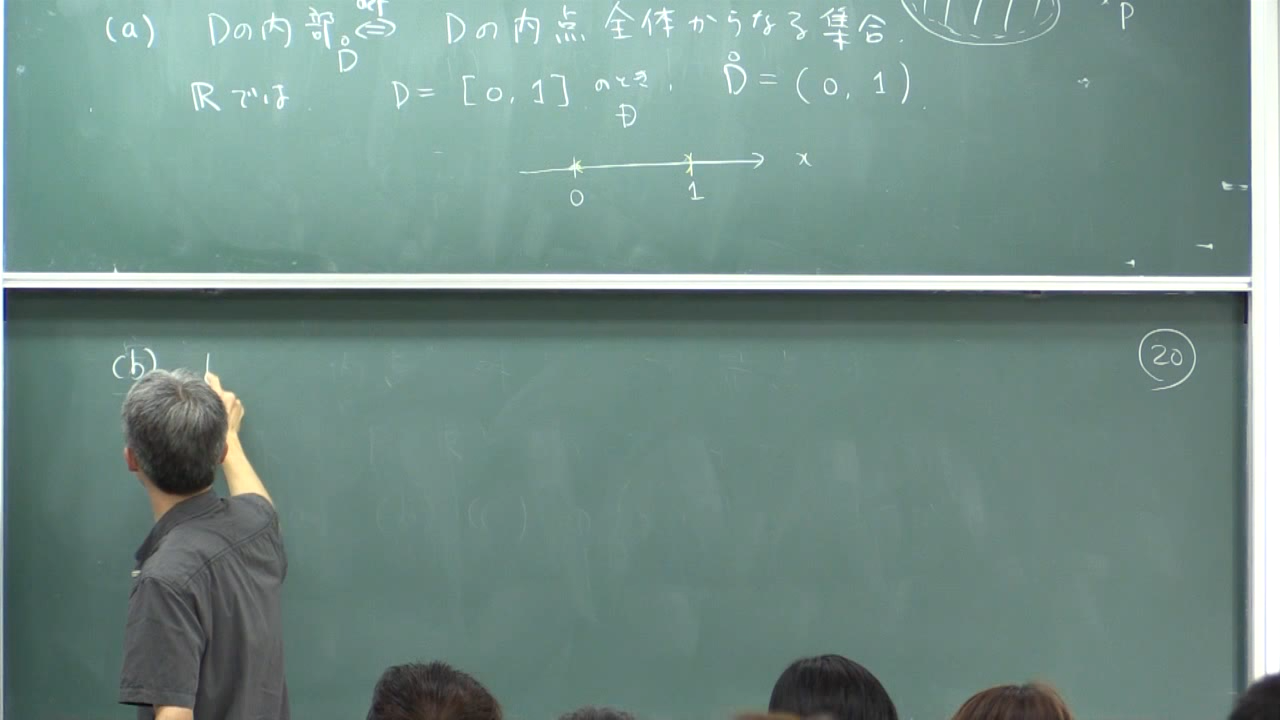 (a) Dの内部 D̊ ⇔ Dの内点全体からなる集合.
P
Rでは D = [0, 1] のとき, D̊ = (0, 1)
D
x
0 1
(b)
20